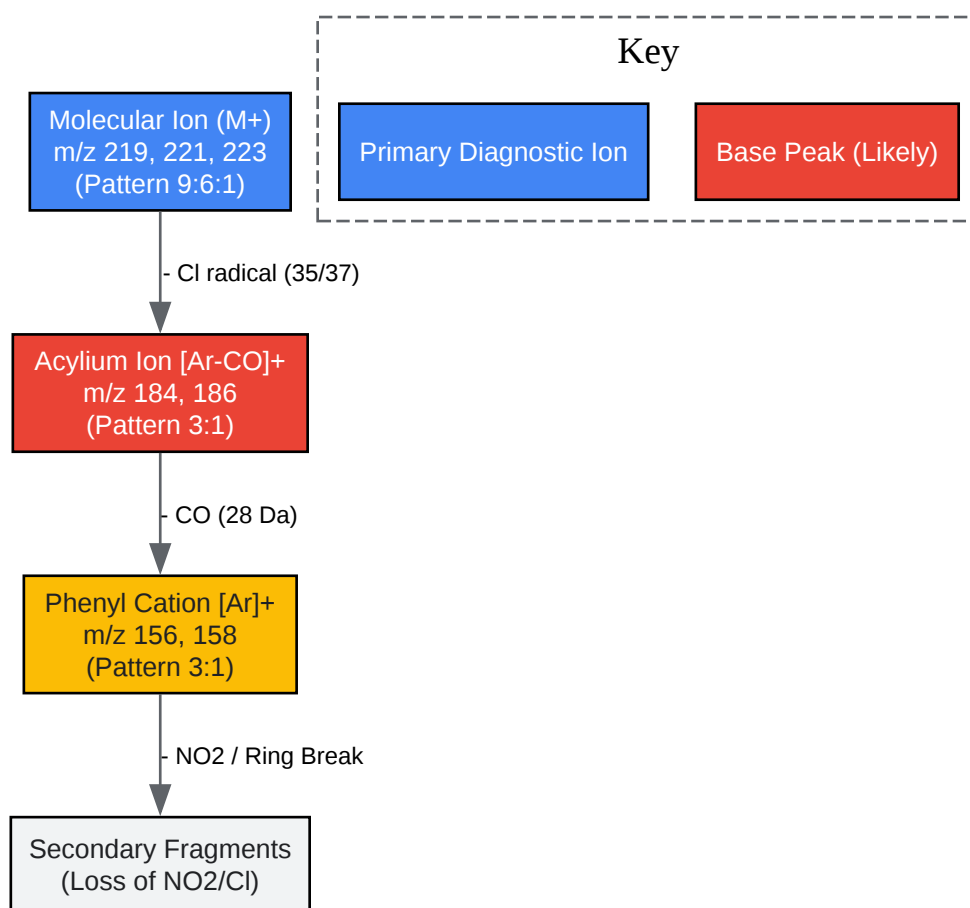 Key
Molecular Ion (M+)
m/z 219, 221, 223
(Pattern 9:6:1)
Primary Diagnostic Ion
Base Peak (Likely)
- Cl radical (35/37)
Acylium Ion [Ar-CO]+
m/z 184, 186
(Pattern 3:1)
- CO (28 Da)
Phenyl Cation [Ar]+
m/z 156, 158
(Pattern 3:1)
- NO2 / Ring Break
Secondary Fragments
(Loss of NO2/Cl)